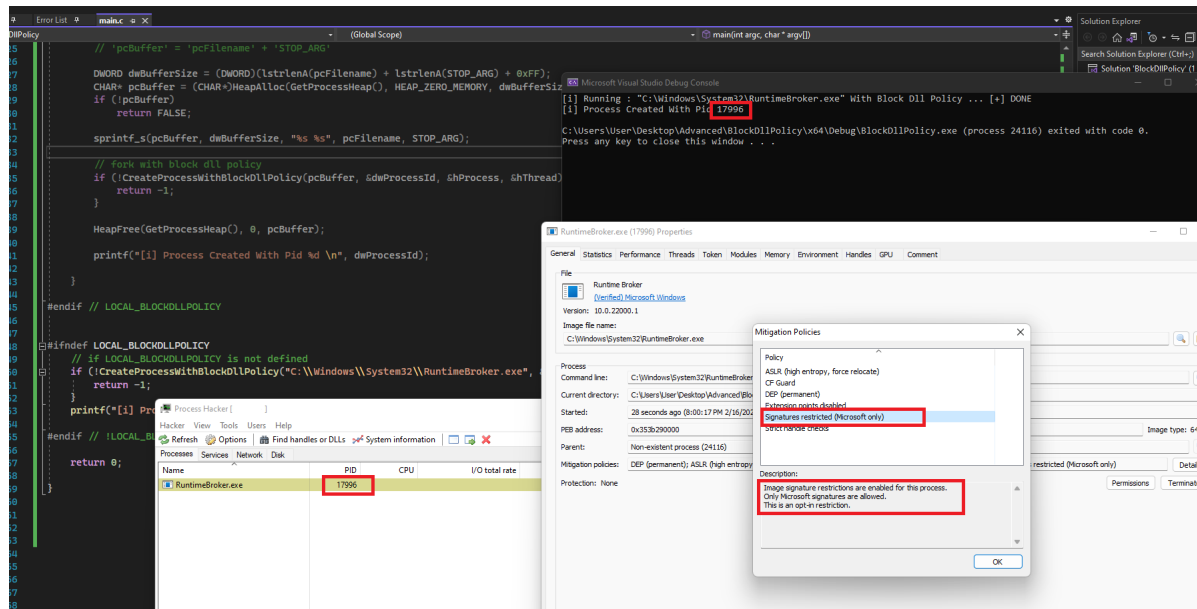 Error List
main.c
Solution Explorer
DllPolicy
(Global Scope)
main(int argc, char * argv[])
Search Solution Explorer (Ctrl+;)
Solution 'BlockDllPolicy' (1
// 'pcBuffer' = 'pcFilename' + 'STOP_ARG'
DWORD dwBufferSize = (DWORD)(lstrlenA(pcFilename) + lstrlenA(STOP_ARG) + 0xFF);
CHAR* pcBuffer = (CHAR*)HeapAlloc(GetProcessHeap(), HEAP_ZERO_MEMORY, dwBufferSiz
if (!pcBuffer)
return FALSE;
sprintf_s(pcBuffer, dwBufferSize, "%s %s", pcFilename, STOP_ARG);
// fork with block dll policy
if (!CreateProcessWithBlockDllPolicy(pcBuffer, &dwProcessId, &hProcess, &hThread)
return -1;
}
HeapFree(GetProcessHeap(), 0, pcBuffer);
printf("[i] Process Created With Pid %d \n", dwProcessId);
}
#endif // LOCAL_BLOCKDLLPOLICY
#ifndef LOCAL_BLOCKDLLPOLICY
// if LOCAL_BLOCKDLLPOLICY is not defined
if (!CreateProcessWithBlockDllPolicy("C:\\Windows\\System32\\RuntimeBroker.exe", &
return -1;
printf("[i] Pro
#endif // !LOCAL_BL
return 0;
}
Microsoft Visual Studio Debug Console
[i] Running : "C:\Windows\System32\RuntimeBroker.exe" With Block Dll Policy ... [+] DONE
[i] Process Created With Pid 17996
C:\Users\User\Desktop\Advanced\BlockDllPolicy\x64\Debug\BlockDllPolicy.exe (process 24116) exited with code 0.
Press any key to close this window . . .
Process Hacker [ ]
Hacker View Tools Users Help
Refresh Options Find handles or DLLs System information
Processes Services Network Disk
Name PID CPU I/O total rate
RuntimeBroker.exe 17996
RuntimeBroker.exe (17996) Properties
General Statistics Performance Threads Token Modules Memory Environment Handles GPU Comment
File
Runtime Broker
(Verified) Microsoft Windows
Version: 10.0.22000.1
Image file name:
C:\Windows\System32\RuntimeBroker.exe
Process
Command line: C:\Windows\System32\RuntimeBroker
Current directory: C:\Users\User\Desktop\Advanced\Blo
Started: 28 seconds ago (8:00:17 PM 2/16/202
PEB address: 0x353b290000
Image type: 64
Parent: Non-existent process (24116)
Mitigation policies: DEP (permanent); ASLR (high entropy
restricted (Microsoft only)
Detai
Protection: None
Permissions
Terminat
Mitigation Policies
Policy
ASLR (high entropy, force relocate)
CF Guard
DEP (permanent)
Extension points disabled
Signatures restricted (Microsoft only)
Strict handle checks
Description:
Image signature restrictions are enabled for this process.
Only Microsoft signatures are allowed.
This is an opt-in restriction.
OK